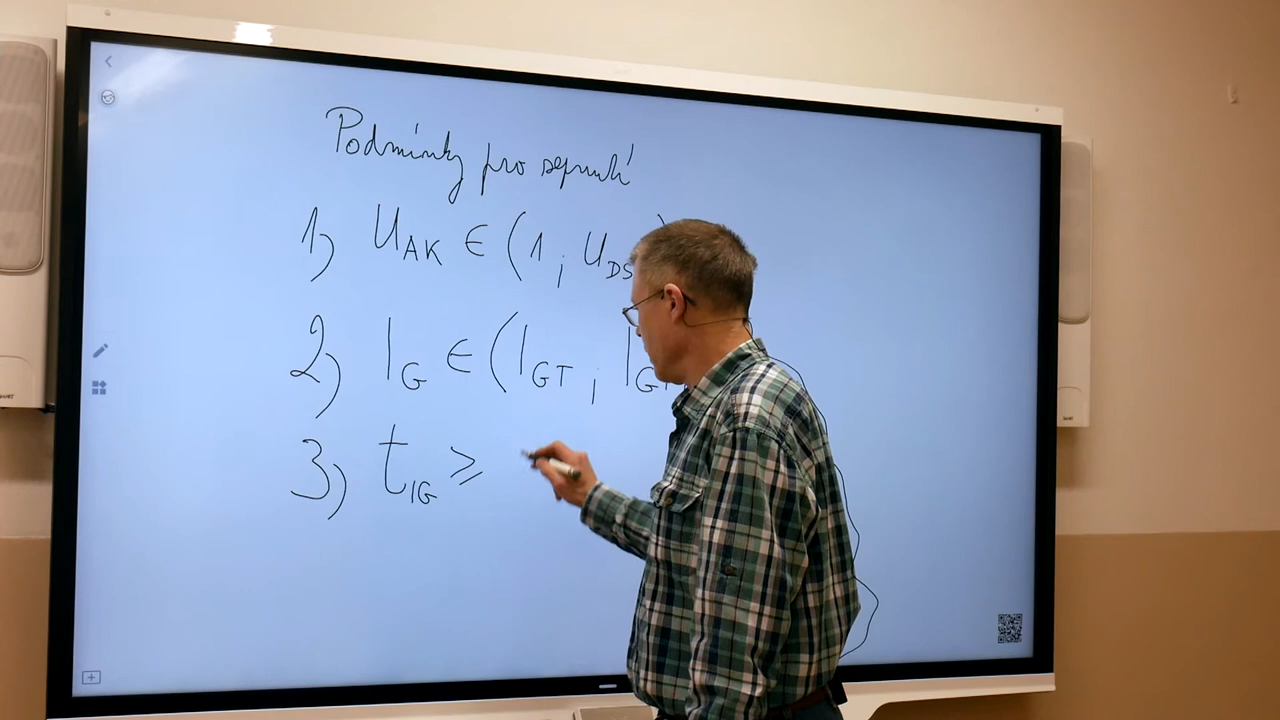 Podmínky pro sepnutí
1) U_AK ∈ (1 ; U_DS )
2) I_G ∈ (I_GT ; I_G
3) t_IG ≥